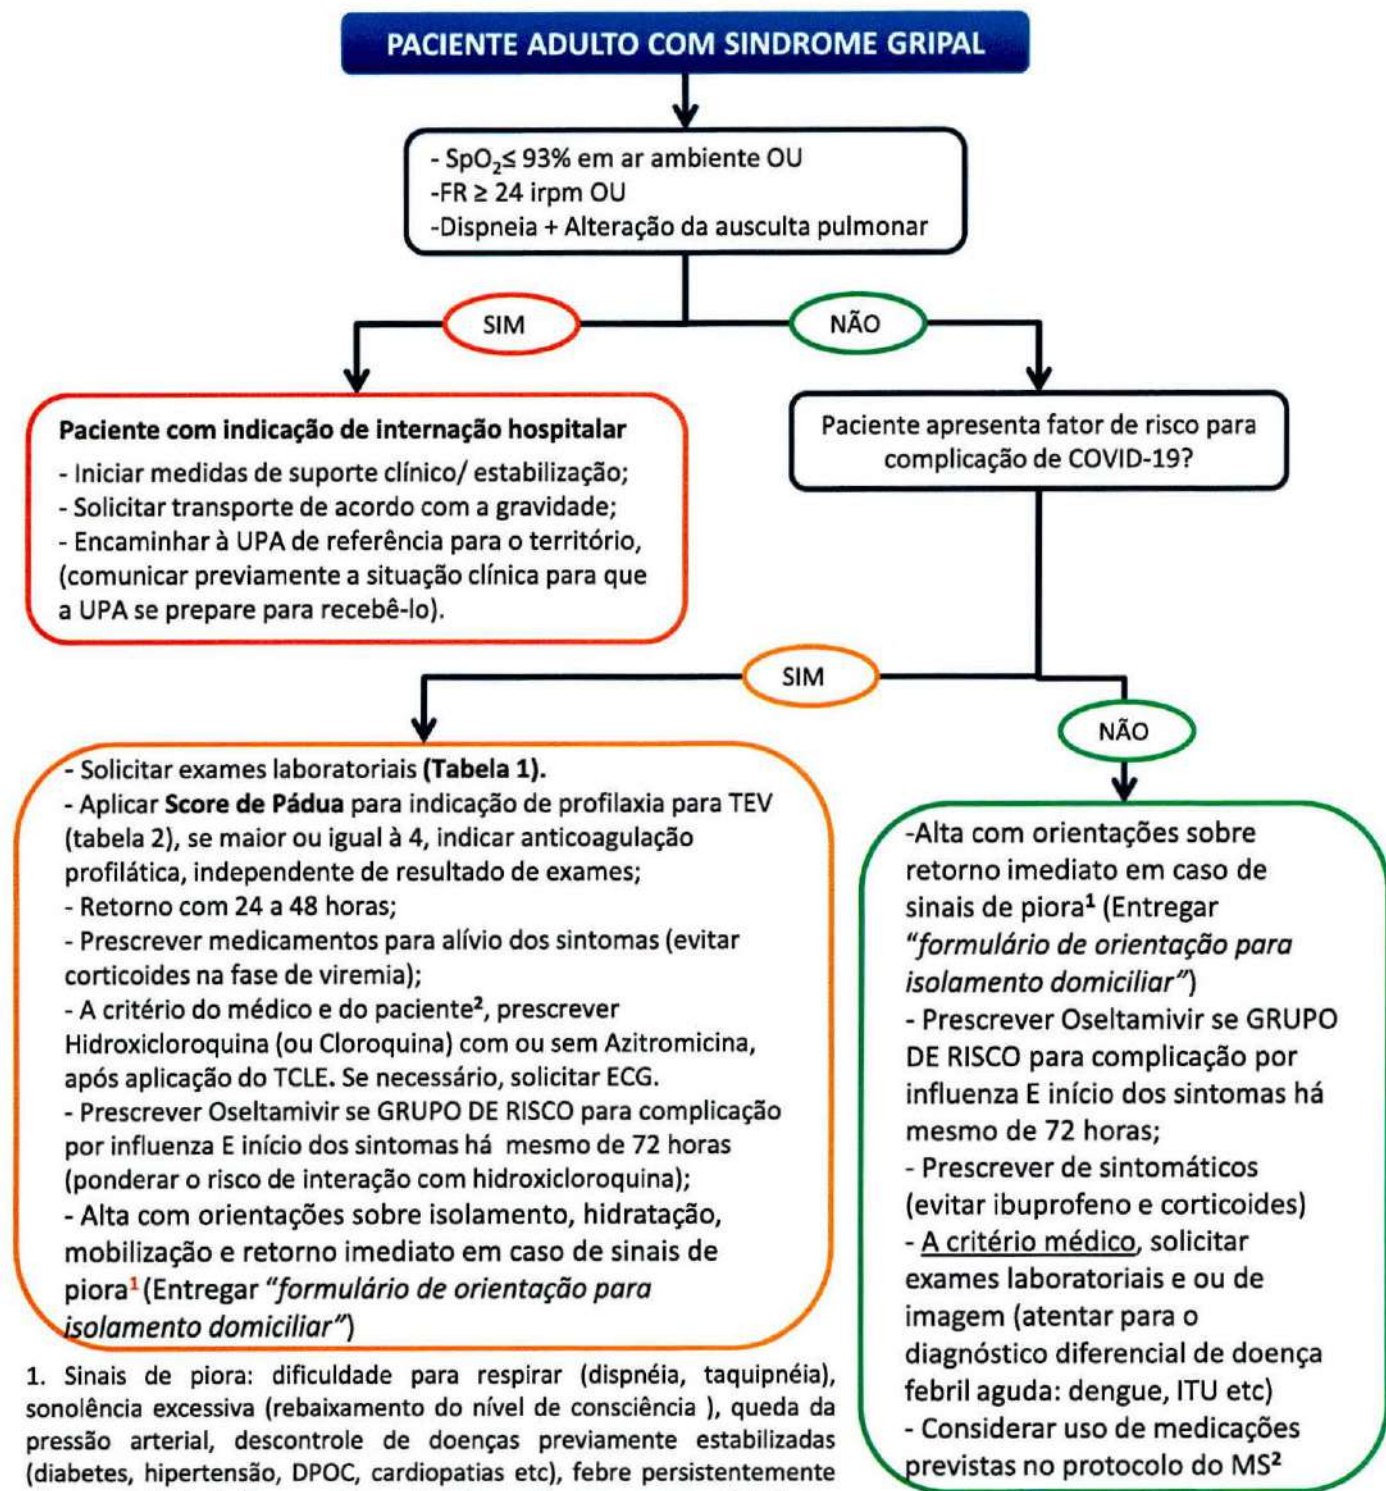 PACIENTE ADULTO COM SINDROME GRIPAL
- SpO₂≤ 93% em ar ambiente OU
-FR ≥ 24 irpm OU
-Dispneia + Alteração da ausculta pulmonar
SIM
NÃO
Paciente com indicação de internação hospitalar
- Iniciar medidas de suporte clínico/ estabilização;
- Solicitar transporte de acordo com a gravidade;
- Encaminhar à UPA de referência para o território,
(comunicar previamente a situação clínica para que
a UPA se prepare para recebê-lo).
Paciente apresenta fator de risco para
complicação de COVID-19?
SIM
NÃO
- Solicitar exames laboratoriais (Tabela 1).
- Aplicar Score de Pádua para indicação de profilaxia para TEV
(tabela 2), se maior ou igual à 4, indicar anticoagulação
profilática, independente de resultado de exames;
- Retorno com 24 a 48 horas;
- Prescrever medicamentos para alívio dos sintomas (evitar
corticoides na fase de viremia);
- A critério do médico e do paciente², prescrever
Hidroxicloroquina (ou Cloroquina) com ou sem Azitromicina,
após aplicação do TCLE. Se necessário, solicitar ECG.
- Prescrever Oseltamivir se GRUPO DE RISCO para complicação
por influenza E início dos sintomas há mesmo de 72 horas
(ponderar o risco de interação com hidroxicloroquina);
- Alta com orientações sobre isolamento, hidratação,
mobilização e retorno imediato em caso de sinais de
piora¹ (Entregar "formulário de orientação para
isolamento domiciliar")
-Alta com orientações sobre
retorno imediato em caso de
sinais de piora¹ (Entregar
"formulário de orientação para
isolamento domiciliar")
- Prescrever Oseltamivir se GRUPO
DE RISCO para complicação por
influenza E início dos sintomas há
mesmo de 72 horas;
- Prescrever de sintomáticos
(evitar ibuprofeno e corticoides)
- A critério médico, solicitar
exames laboratoriais e ou de
imagem (atentar para o
diagnóstico diferencial de doença
febril aguda: dengue, ITU etc)
- Considerar uso de medicações
previstas no protocolo do MS²
1. Sinais de piora: dificuldade para respirar (dispnéia, taquipnéia),
sonolência excessiva (rebaixamento do nível de consciência ), queda da
pressão arterial, descontrole de doenças previamente estabilizadas
(diabetes, hipertensão, DPOC, cardiopatias etc), febre persistentemente